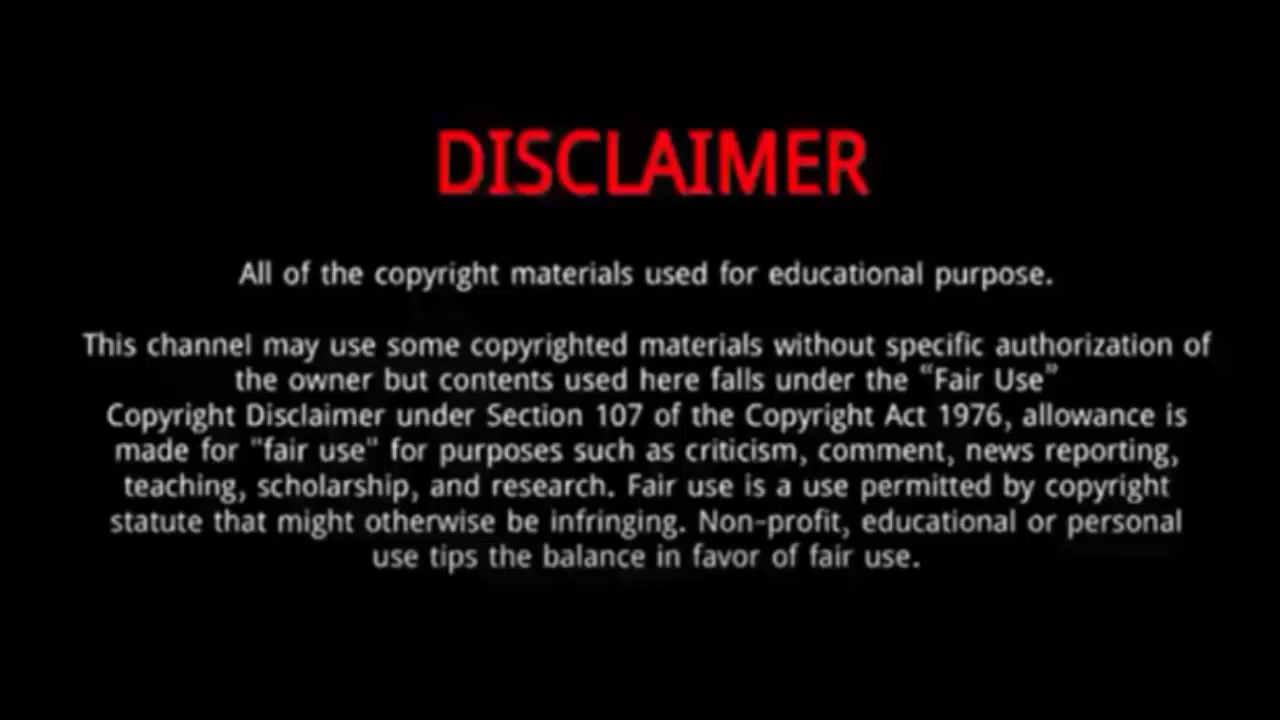 DISCLAIMER
All of the copyright materials used for educational purpose.
This channel may use some copyrighted materials without specific authorization of
the owner but contents used here falls under the “Fair Use”
Copyright Disclaimer under Section 107 of the Copyright Act 1976, allowance is
made for "fair use" for purposes such as criticism, comment, news reporting,
teaching, scholarship, and research. Fair use is a use permitted by copyright
statute that might otherwise be infringing. Non-profit, educational or personal
use tips the balance in favor of fair use.